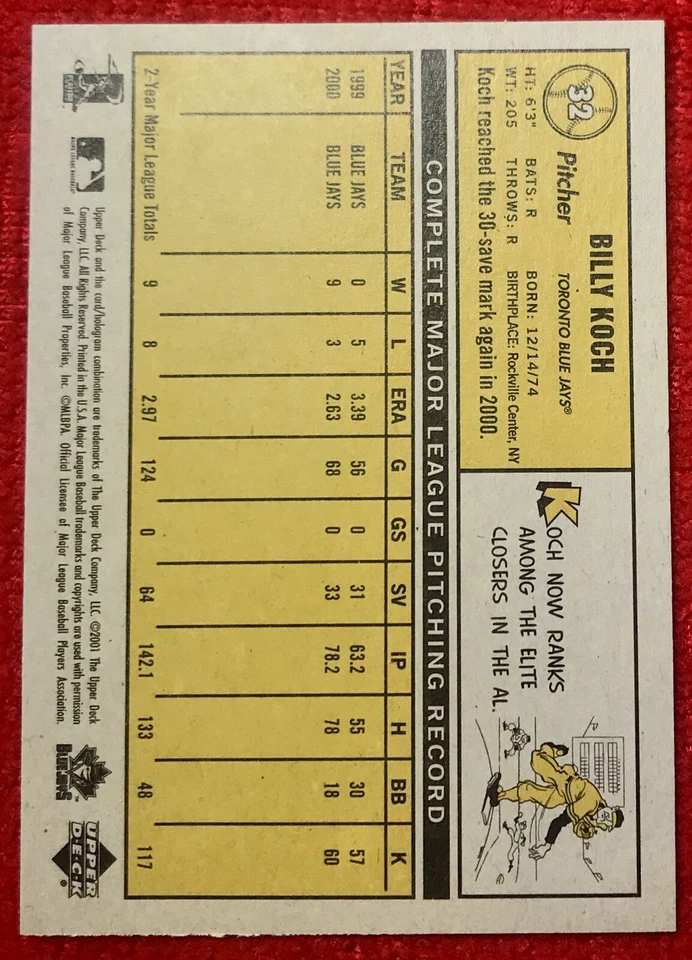 32
BILLY KOCH
Pitcher TORONTO BLUE JAYS®
HT: 6'3" BATS: R BORN: 12/14/74
WT: 205 THROWS: R BIRTHPLACE: Rockville Center, NY
Koch reached the 30-save mark again in 2000.
KOCH NOW RANKS
AMONG THE ELITE
CLOSERS IN THE AL.
COMPLETE MAJOR LEAGUE PITCHING RECORD
YEAR TEAM W L ERA G GS SV IP H BB K
1999 BLUE JAYS 0 5 3.39 56 0 31 63.2 55 30 57
2000 BLUE JAYS 9 3 2.63 68 0 33 78.2 78 18 60
2-Year Major League Totals 9 8 2.97 124 0 64 142.1 133 48 117
Upper Deck and the card/hologram combination are trademarks of The Upper Deck Company, LLC. ©2001 The Upper Deck
Company, LLC. All Rights Reserved. Printed in the U.S.A. Major League Baseball trademarks and copyrights are used with permission
of Major League Baseball Properties, Inc. ©MLBPA. Official Licensee of Major League Baseball Players Association.
BLUE JAYS
UPPER
DECK®